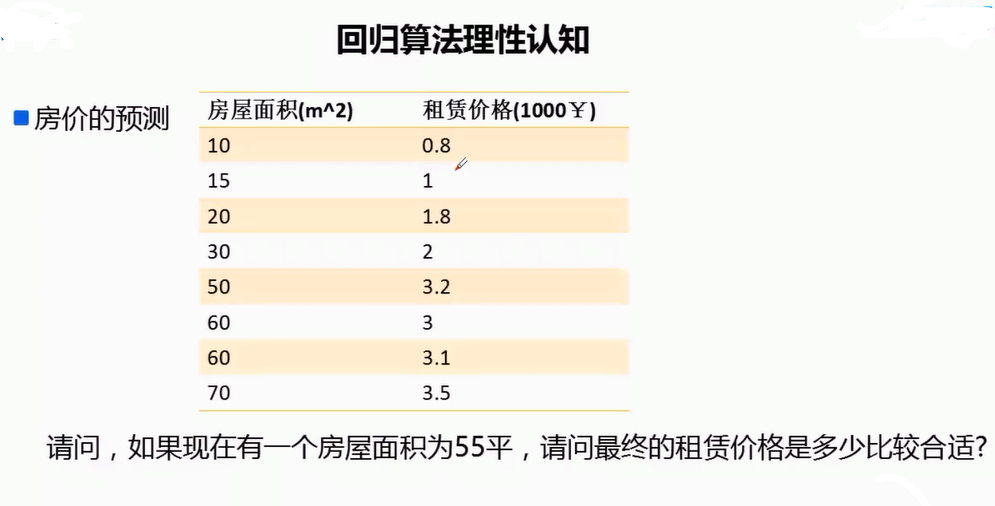 回归算法理性认知
房价的预测
房屋面积(m^2) 租赁价格(1000￥)
10 0.8
15 1
20 1.8
30 2
50 3.2
60 3
60 3.1
70 3.5
请问，如果现在有一个房屋面积为55平，请问最终的租赁价格是多少比较合适?